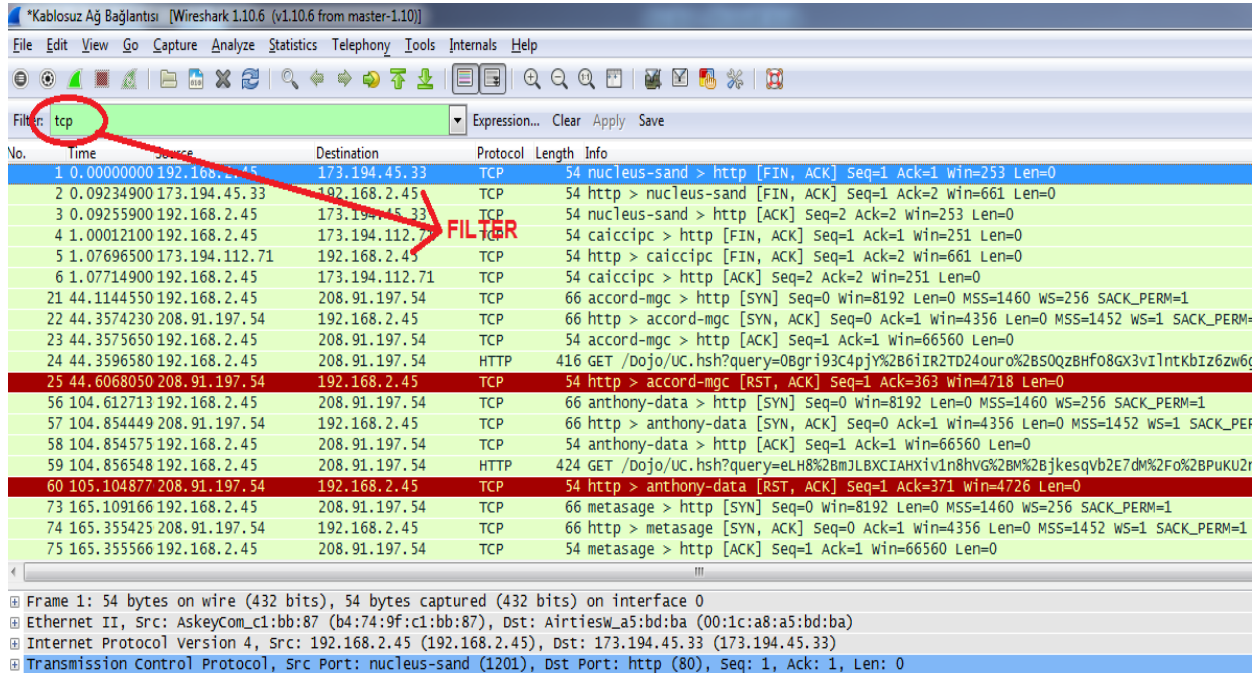 *Kablosuz Ağ Bağlantısı [Wireshark 1.10.6 (v1.10.6 from master-1.10)]
File Edit View Go Capture Analyze Statistics Telephony Tools Internals Help
Filter: tcp Expression... Clear Apply Save
No. Time Source Destination Protocol Length Info
1 0.00000000 192.168.2.45 173.194.45.33 TCP 54 nucleus-sand > http [FIN, ACK] Seq=1 Ack=1 Win=253 Len=0
2 0.09234900 173.194.45.33 192.168.2.45 TCP 54 http > nucleus-sand [FIN, ACK] Seq=1 Ack=2 Win=661 Len=0
3 0.09255900 192.168.2.45 173.194.45.33 TCP 54 nucleus-sand > http [ACK] Seq=2 Ack=2 Win=253 Len=0
4 1.00012100 192.168.2.45 173.194.112.71 TCP 54 caiccipc > http [FIN, ACK] Seq=1 Ack=1 Win=251 Len=0
FILTER
5 1.07696500 173.194.112.71 192.168.2.45 TCP 54 http > caiccipc [FIN, ACK] Seq=1 Ack=2 Win=661 Len=0
6 1.07714900 192.168.2.45 173.194.112.71 TCP 54 caiccipc > http [ACK] Seq=2 Ack=2 Win=251 Len=0
21 44.1144550 192.168.2.45 208.91.197.54 TCP 66 accord-mgc > http [SYN] Seq=0 Win=8192 Len=0 MSS=1460 WS=256 SACK_PERM=1
22 44.3574230 208.91.197.54 192.168.2.45 TCP 66 http > accord-mgc [SYN, ACK] Seq=0 Ack=1 Win=4356 Len=0 MSS=1452 WS=1 SACK_PERM=
23 44.3575650 192.168.2.45 208.91.197.54 TCP 54 accord-mgc > http [ACK] Seq=1 Ack=1 Win=66560 Len=0
24 44.3596580 192.168.2.45 208.91.197.54 HTTP 416 GET
25 44.6068050 208.91.197.54 192.168.2.45 TCP 54 http > accord-mgc [RST, ACK] Seq=1 Ack=363 Win=4718 Len=0
56 104.612713 192.168.2.45 208.91.197.54 TCP 66 anthony-data > http [SYN] Seq=0 Win=8192 Len=0 MSS=1460 WS=256 SACK_PERM=1
57 104.854449 208.91.197.54 192.168.2.45 TCP 66 http > anthony-data [SYN, ACK] Seq=0 Ack=1 Win=4356 Len=0 MSS=1452 WS=1 SACK_PER
58 104.854575 192.168.2.45 208.91.197.54 TCP 54 anthony-data > http [ACK] Seq=1 Ack=1 Win=66560 Len=0
59 104.856548 192.168.2.45 208.91.197.54 HTTP 424 GET
60 105.104877 208.91.197.54 192.168.2.45 TCP 54 http > anthony-data [RST, ACK] Seq=1 Ack=371 Win=4726 Len=0
73 165.109166 192.168.2.45 208.91.197.54 TCP 66 metasage > http [SYN] Seq=0 Win=8192 Len=0 MSS=1460 WS=256 SACK_PERM=1
74 165.355425 208.91.197.54 192.168.2.45 TCP 66 http > metasage [SYN, ACK] Seq=0 Ack=1 Win=4356 Len=0 MSS=1452 WS=1 SACK_PERM=1
75 165.355566 192.168.2.45 208.91.197.54 TCP 54 metasage > http [ACK] Seq=1 Ack=1 Win=66560 Len=0
Frame 1: 54 bytes on wire (432 bits), 54 bytes captured (432 bits) on interface 0
Ethernet II, Src: AskeyCom_c1:bb:87 (b4:74:9f:c1:bb:87), Dst: AirtiesW_a5:bd:ba (00:1c:a8:a5:bd:ba)
Internet Protocol Version 4, Src: 192.168.2.45 (192.168.2.45), Dst: 173.194.45.33 (173.194.45.33)
Transmission Control Protocol, Src Port: nucleus-sand (1201), Dst Port: http (80), Seq: 1, Ack: 1, Len: 0